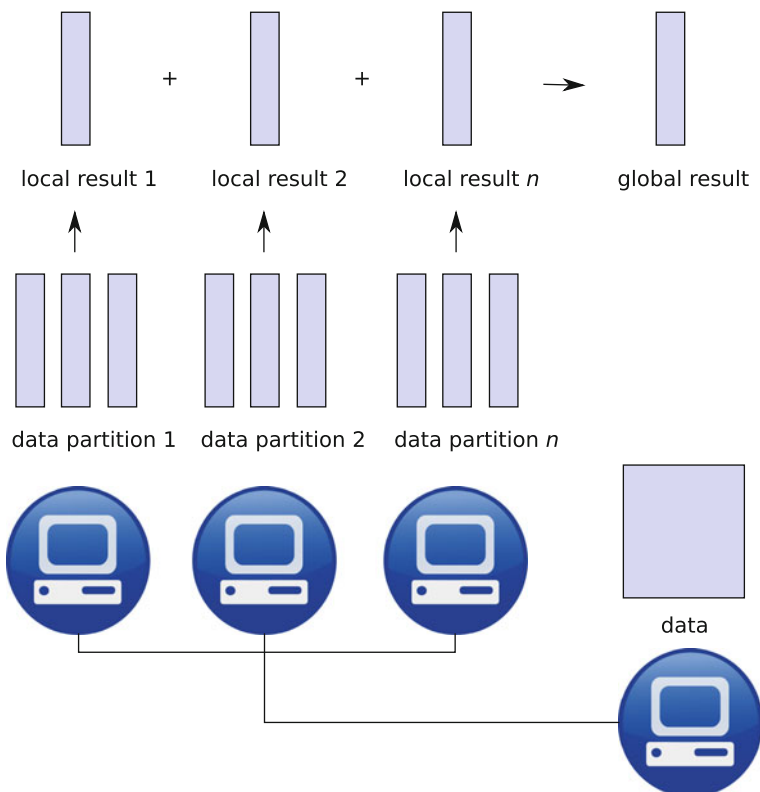 + +
local result 1 local result 2 local result n global result
data partition 1 data partition 2 data partition n
data